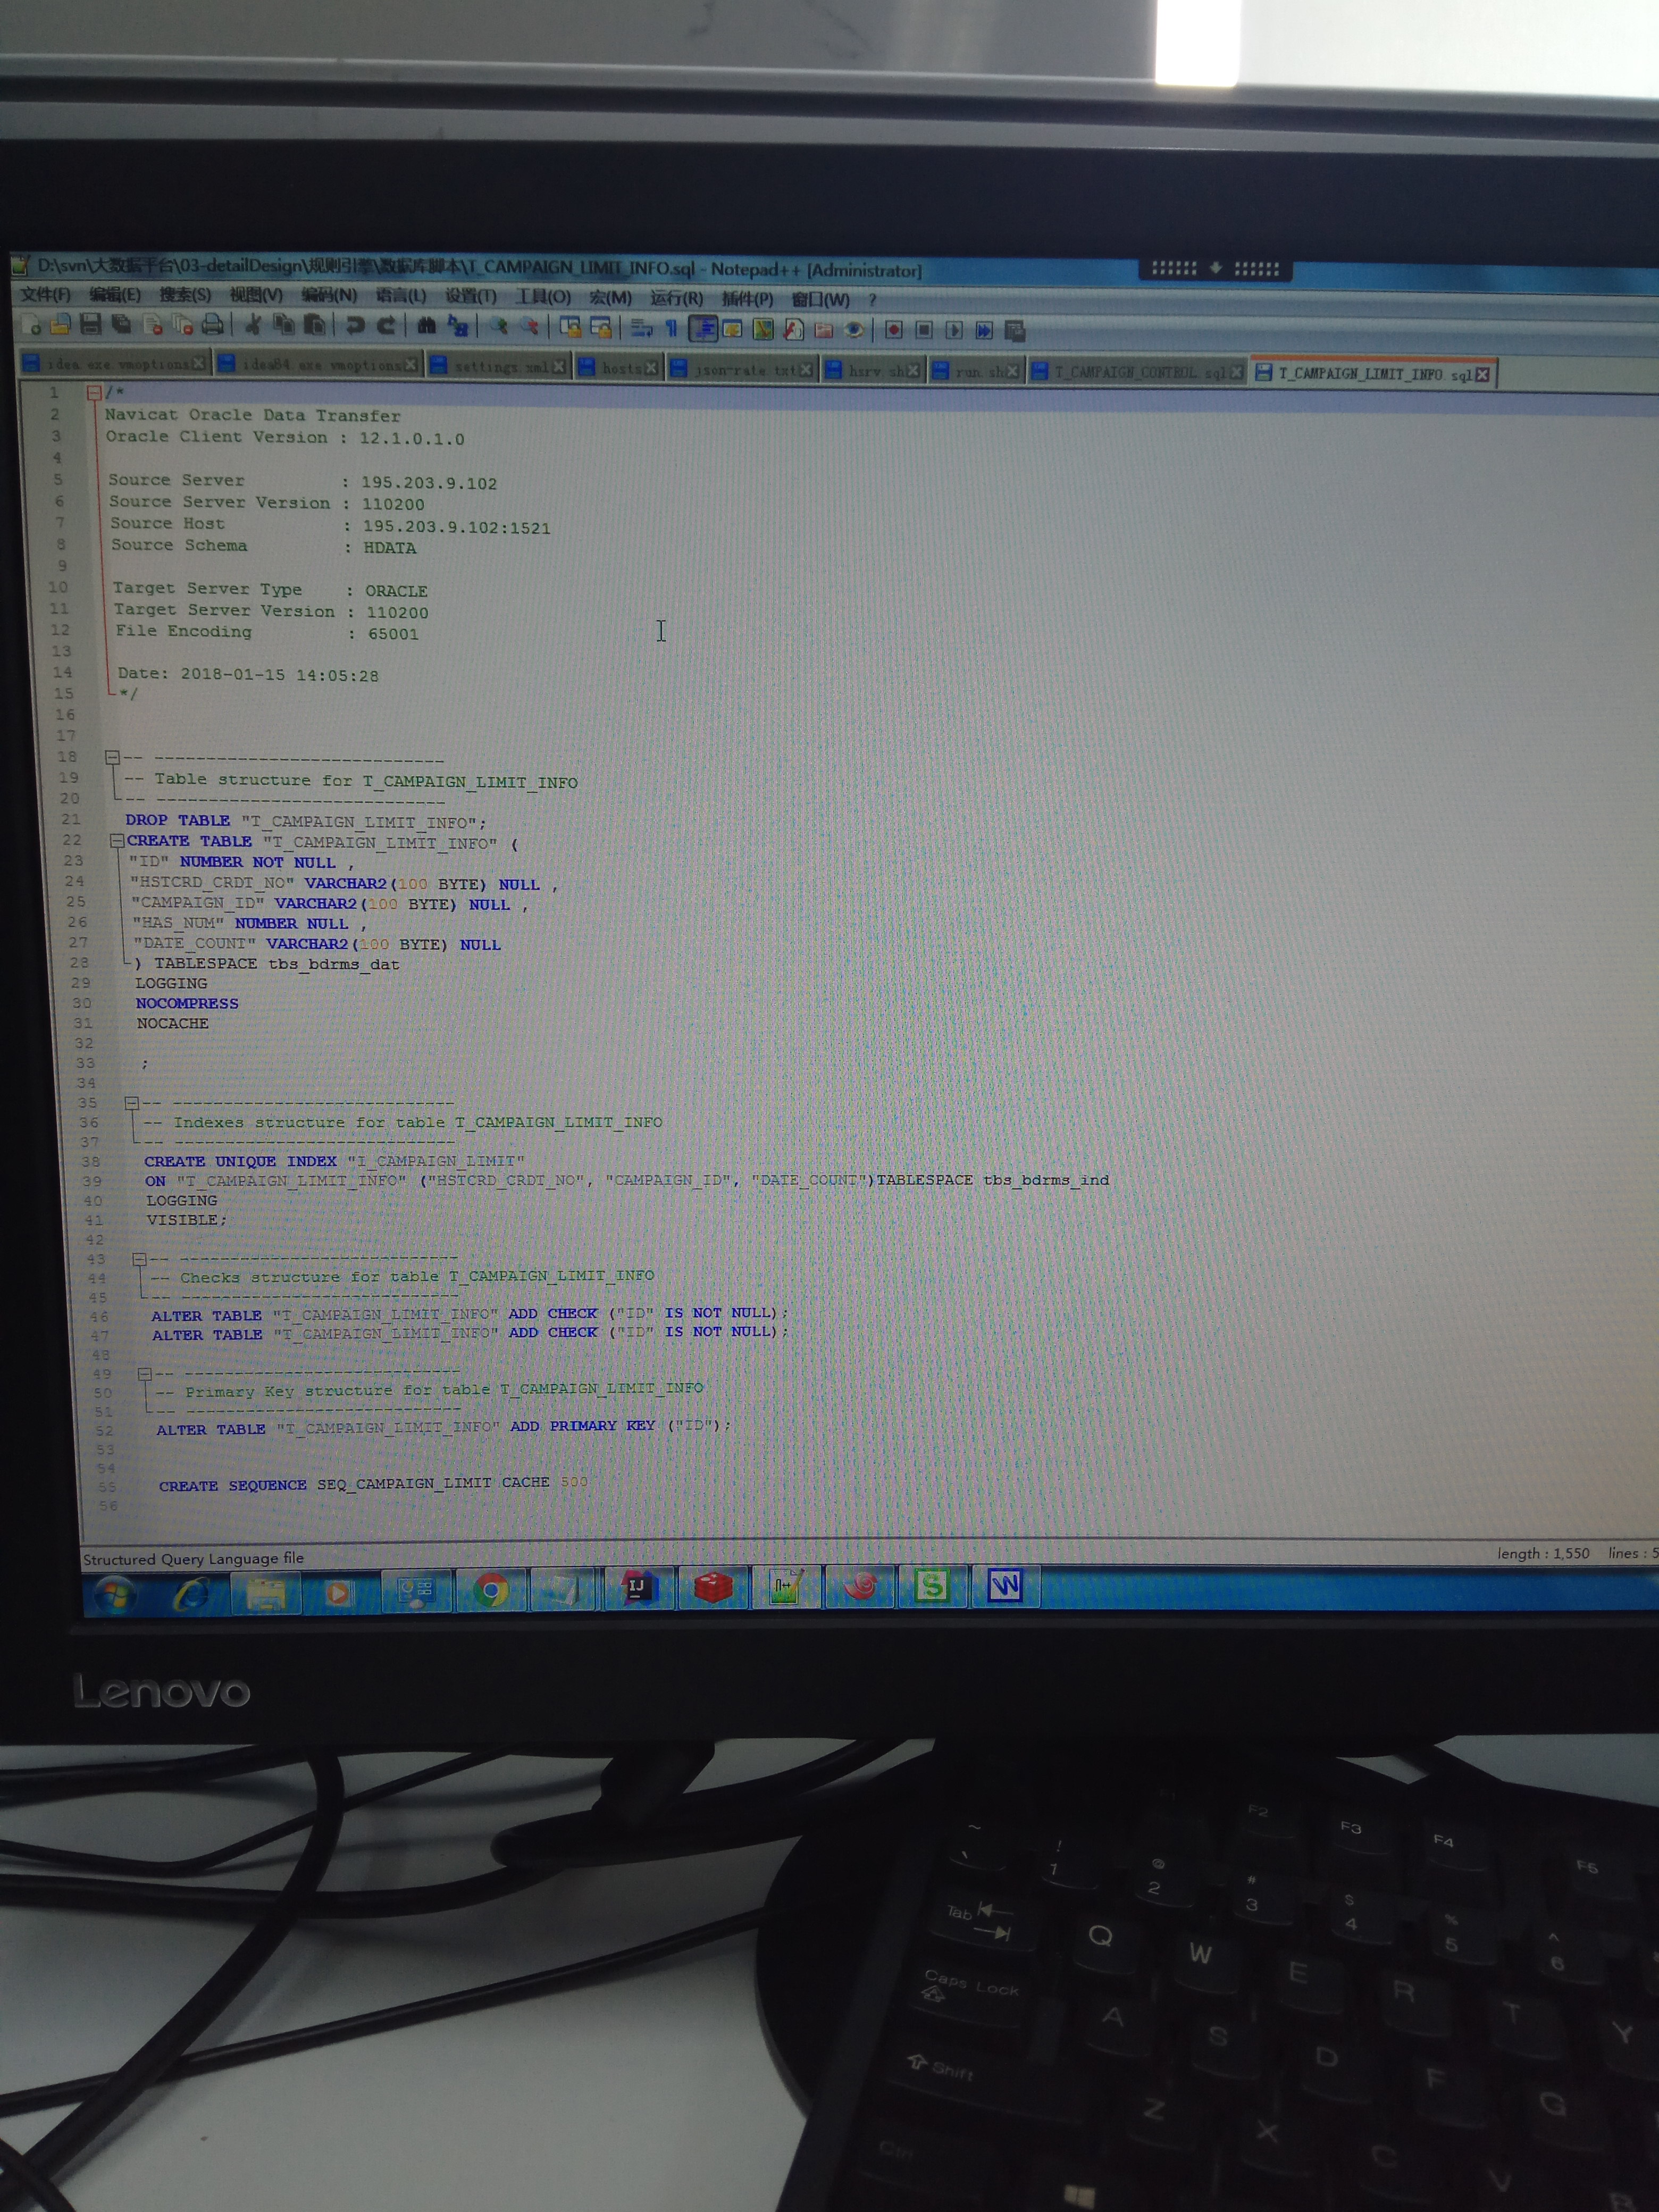 D:\svn\大数据平台\03-detailDesign\规则引擎\数据库脚本\T_CAMPAIGN_LIMIT_INFO.sql - Notepad++ [Administrator]
文件(F) 编辑(E) 搜索(S) 视图(V) 编码(N) 语言(L) 设置(T) 工具(O) 宏(M) 运行(R) 插件(P) 窗口(W) ?
idea.exe.vmoptions idea64.exe.vmoptions settings.xml hosts json-rate.txt hsrv.sh run.sh T_CAMPAIGN_CONTROL.sql T_CAMPAIGN_LIMIT_INFO.sql
1 /*
2 Navicat Oracle Data Transfer
3 Oracle Client Version : 12.1.0.1.0
4
5 Source Server : 195.203.9.102
6 Source Server Version : 110200
7 Source Host : 195.203.9.102:1521
8 Source Schema : HDATA
9
10 Target Server Type : ORACLE
11 Target Server Version : 110200
12 File Encoding : 65001
13
14 Date: 2018-01-15 14:05:28
15 */
16
17
18 -- ----------------------------
19 -- Table structure for T_CAMPAIGN_LIMIT_INFO
20 -- ----------------------------
21 DROP TABLE "T_CAMPAIGN_LIMIT_INFO";
22 CREATE TABLE "T_CAMPAIGN_LIMIT_INFO" (
23 "ID" NUMBER NOT NULL ,
24 "HSTCRD_CRDT_NO" VARCHAR2(100 BYTE) NULL ,
25 "CAMPAIGN_ID" VARCHAR2(100 BYTE) NULL ,
26 "HAS_NUM" NUMBER NULL ,
27 "DATE_COUNT" VARCHAR2(100 BYTE) NULL
28 ) TABLESPACE tbs_bdrms_dat
29 LOGGING
30 NOCOMPRESS
31 NOCACHE
32
33 ;
34
35 -- ----------------------------
36 -- Indexes structure for table T_CAMPAIGN_LIMIT_INFO
37 -- ----------------------------
38 CREATE UNIQUE INDEX "I_CAMPAIGN_LIMIT"
39 ON "T_CAMPAIGN_LIMIT_INFO" ("HSTCRD_CRDT_NO", "CAMPAIGN_ID", "DATE_COUNT")TABLESPACE tbs_bdrms_ind
40 LOGGING
41 VISIBLE;
42
43 -- ----------------------------
44 -- Checks structure for table T_CAMPAIGN_LIMIT_INFO
45 -- ----------------------------
46 ALTER TABLE "T_CAMPAIGN_LIMIT_INFO" ADD CHECK ("ID" IS NOT NULL);
47 ALTER TABLE "T_CAMPAIGN_LIMIT_INFO" ADD CHECK ("ID" IS NOT NULL);
48
49 -- ----------------------------
50 -- Primary Key structure for table T_CAMPAIGN_LIMIT_INFO
51 -- ----------------------------
52 ALTER TABLE "T_CAMPAIGN_LIMIT_INFO" ADD PRIMARY KEY ("ID");
53
54
55 CREATE SEQUENCE SEQ_CAMPAIGN_LIMIT CACHE 500
56
Structured Query Language file length : 1,550 lines : 5
Lenovo
F1 F2 F3 F4 F5
~ ! @ # $ % ^
` 1 2 3 4 5 6
Tab Q W E R T Y
Caps Lock A S D F G
Shift Z X C V B
Ctrl